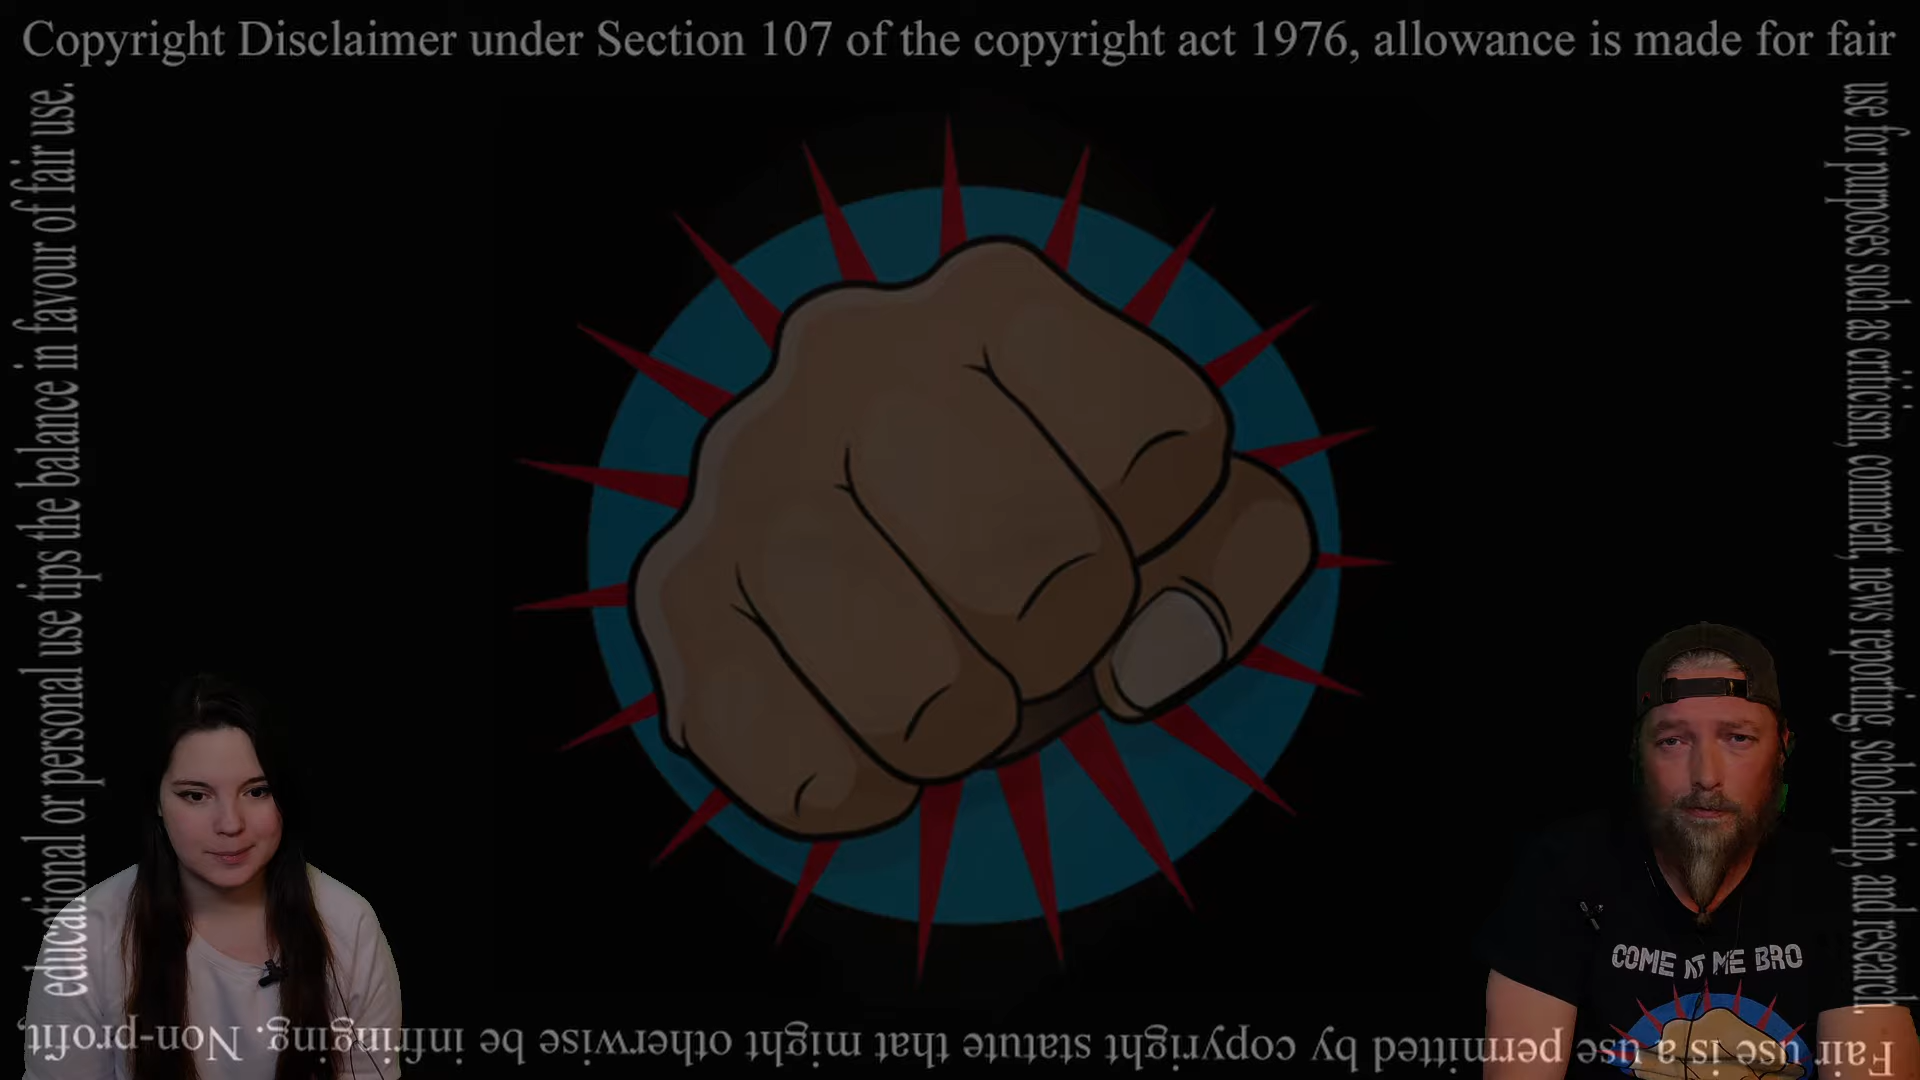 Copyright Disclaimer under Section 107 of the copyright act 1976, allowance is made for fair
use for purposes such as criticism, comment, news reporting, scholarship, and research.
Fair use is a use permitted by copyright statute that might otherwise be infringing. Non-profit,
educational or personal use tips the balance in favour of fair use.
COME AT ME BRO